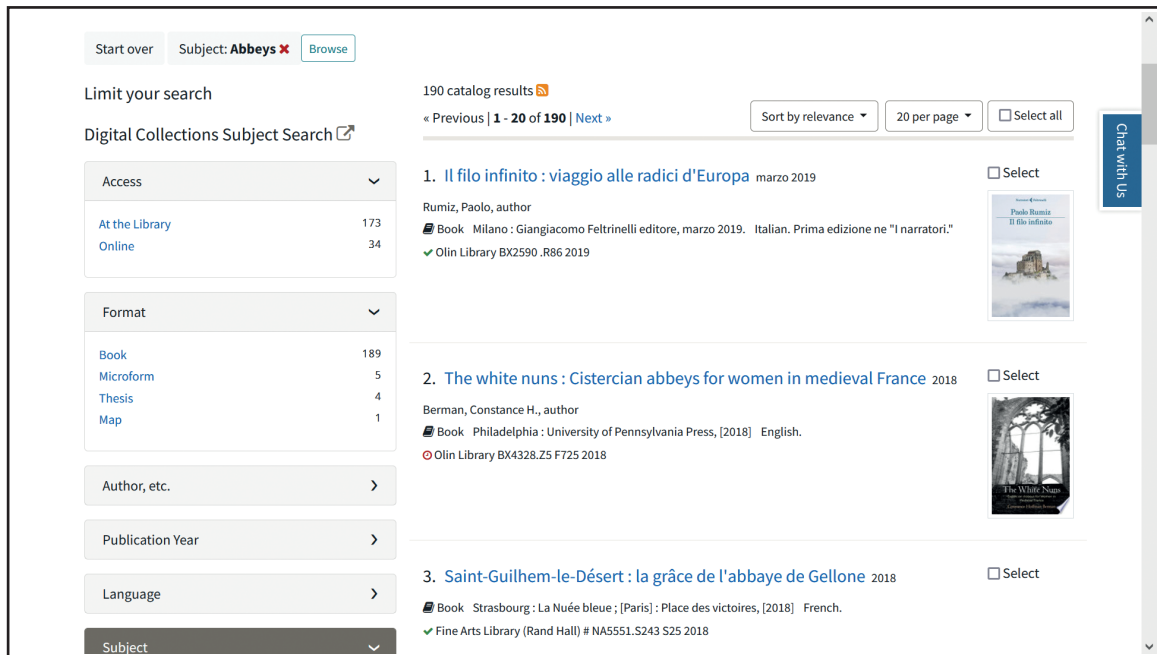 Start over
Subject: Abbeys ✖
Browse
Limit your search
Digital Collections Subject Search
Access
At the Library 173
Online 34
Format
Book 189
Microform 5
Thesis 4
Map 1
Author, etc.
Publication Year
Language
Subject
190 catalog results
« Previous | 1 - 20 of 190 | Next »
Sort by relevance
20 per page
Select all
1. Il filo infinito : viaggio alle radici d'Europa marzo 2019
Rumiz, Paolo, author
Book Milano : Giangiacomo Feltrinelli editore, marzo 2019. Italian. Prima edizione ne "I narratori."
✔ Olin Library BX2590 .R86 2019
Select
Paolo Rumiz
Il filo infinito
2. The white nuns : Cistercian abbeys for women in medieval France 2018
Berman, Constance H., author
Book Philadelphia : University of Pennsylvania Press, [2018] English.
Olin Library BX4328.Z5 F725 2018
Select
The White Nuns
3. Saint-Guilhem-le-Désert : la grâce de l'abbaye de Gellone 2018
Book Strasbourg : La Nuée bleue ; [Paris] : Place des victoires, [2018] French.
✔ Fine Arts Library (Rand Hall) # NA5551.S243 S25 2018
Select
Chat with Us